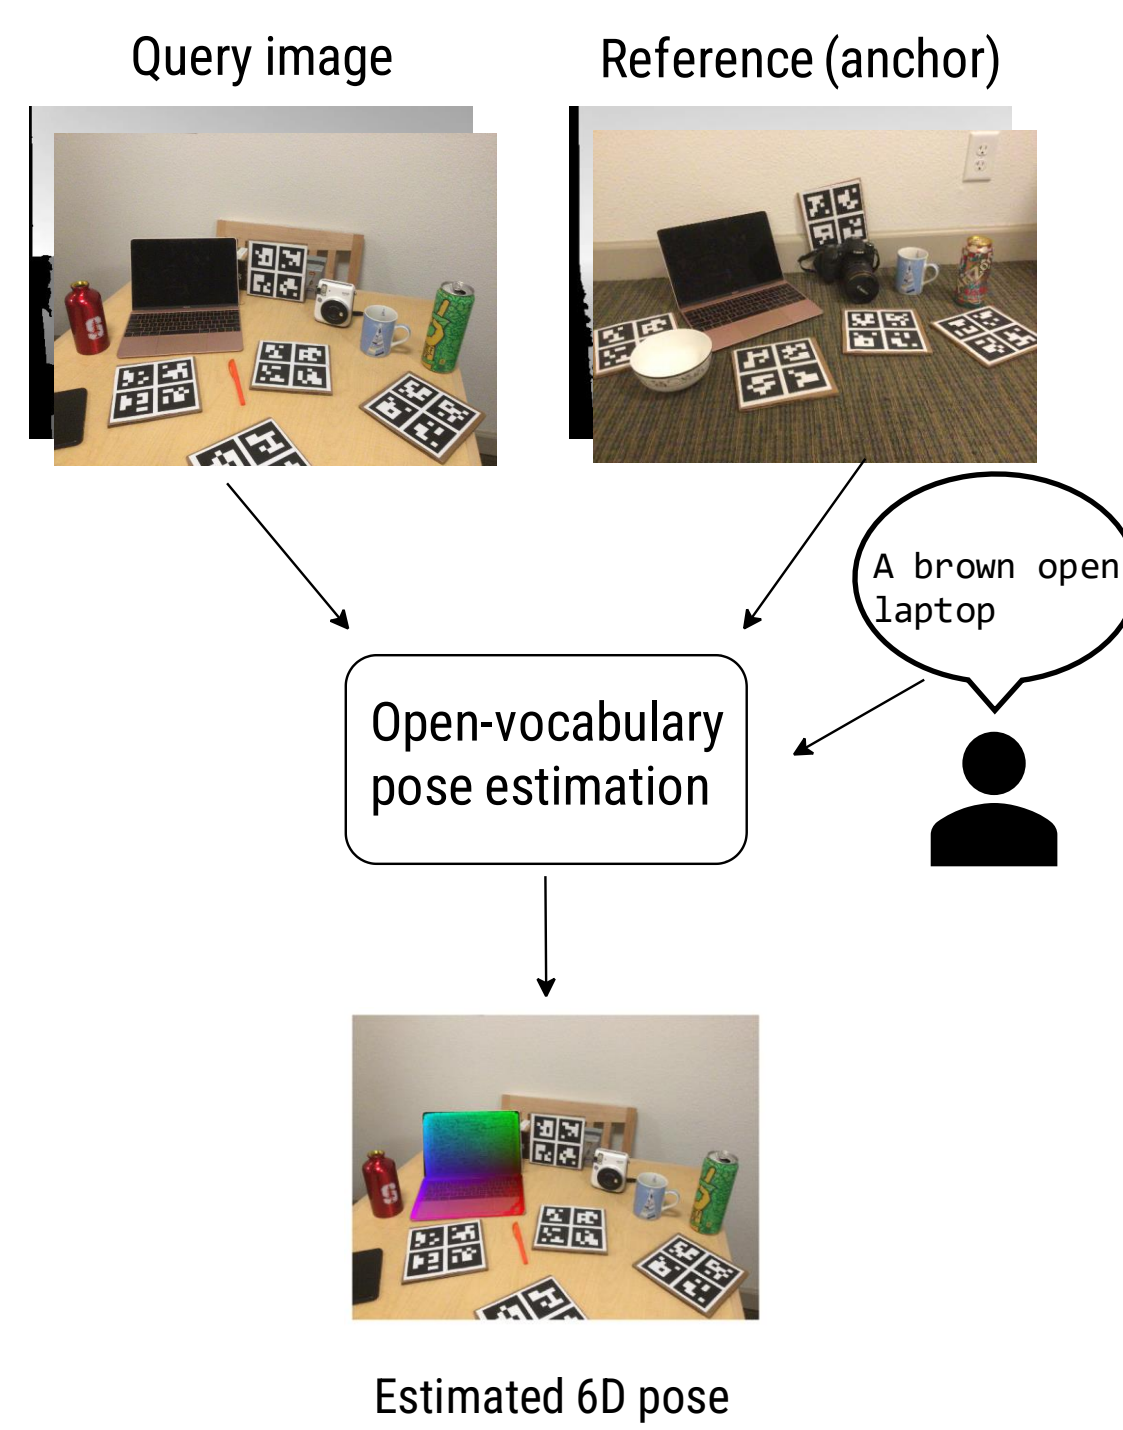 Query image
Reference (anchor)
A brown open
laptop
Open-vocabulary
pose estimation
Estimated 6D pose